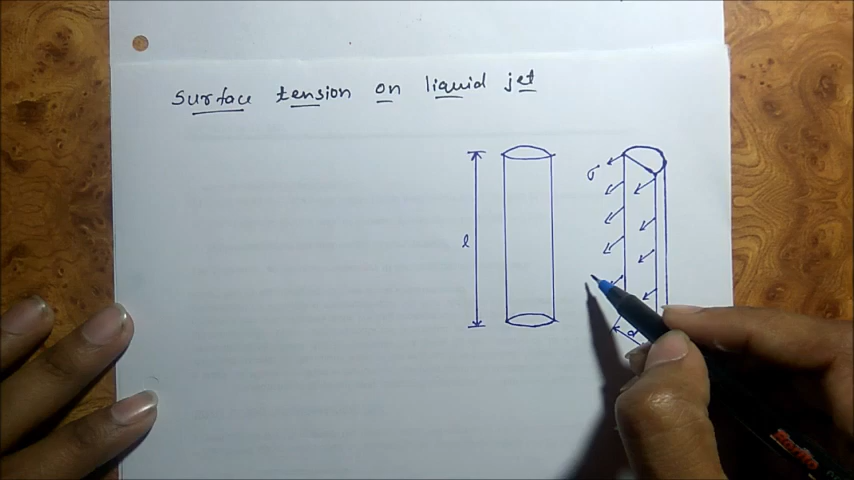 Surface tension on liquid jet
σ
l
d